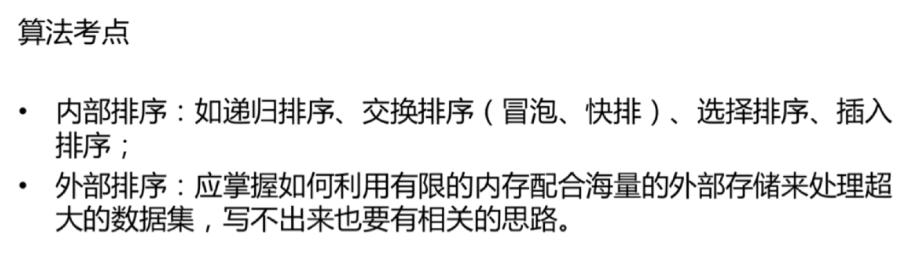 算法考点
• 内部排序：如递归排序、交换排序（冒泡、快排）、选择排序、插入
排序；
• 外部排序：应掌握如何利用有限的内存配合海量的外部存储来处理超
大的数据集，写不出来也要有相关的思路。